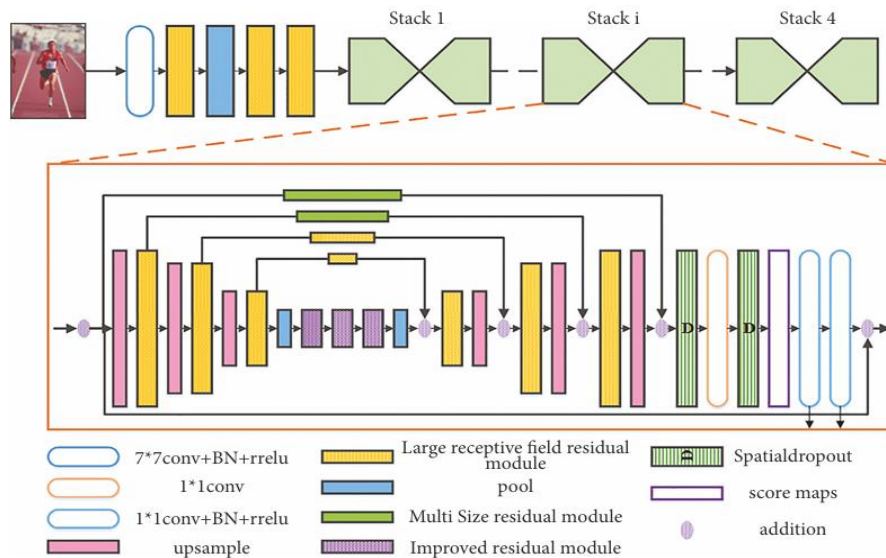 Stack 1
Stack i
Stack 4
D
D
7*7conv+BN+rrelu
1*1conv
1*1conv+BN+rrelu
upsample
Large receptive field residual
module
pool
Multi Size residual module
Improved residual module
D
Spatialdropout
score maps
addition